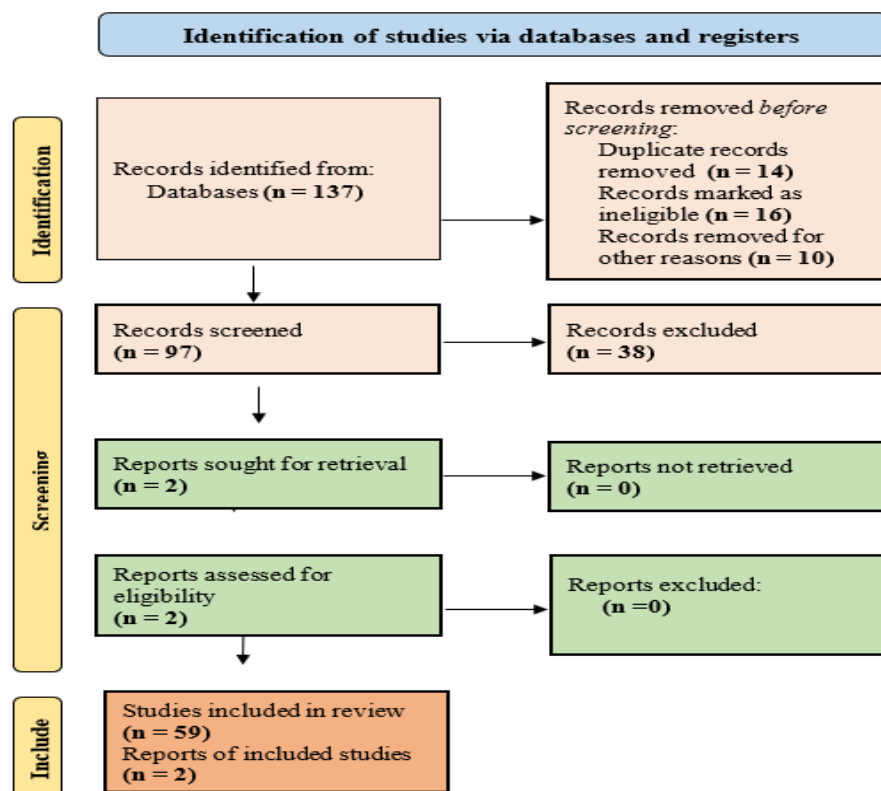 Identification of studies via databases and registers
Identification
Records identified from:
Databases (n = 137)
Records removed before
screening:
Duplicate records
removed (n = 14)
Records marked as
ineligible (n = 16)
Records removed for
other reasons (n = 10)
Screening
Records screened
(n = 97)
Records excluded
(n = 38)
Reports sought for retrieval
(n = 2)
Reports not retrieved
(n = 0)
Reports assessed for
eligibility
(n = 2)
Reports excluded:
(n =0)
Include
Studies included in review
(n = 59)
Reports of included studies
(n = 2)